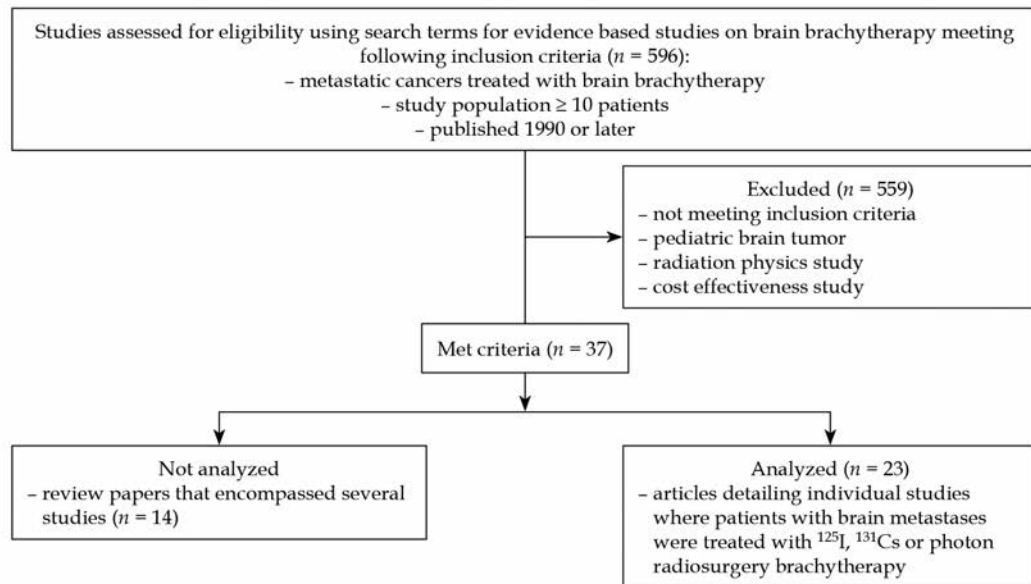 Studies assessed for eligibility using search terms for evidence based studies on brain brachytherapy meeting
following inclusion criteria (n = 596):
– metastatic cancers treated with brain brachytherapy
– study population ≥ 10 patients
– published 1990 or later
Excluded (n = 559)
– not meeting inclusion criteria
– pediatric brain tumor
– radiation physics study
– cost effectiveness study
Met criteria (n = 37)
Not analyzed
– review papers that encompassed several
studies (n = 14)
Analyzed (n = 23)
– articles detailing individual studies
where patients with brain metastases
were treated with ¹²⁵I, ¹³¹Cs or photon
radiosurgery brachytherapy